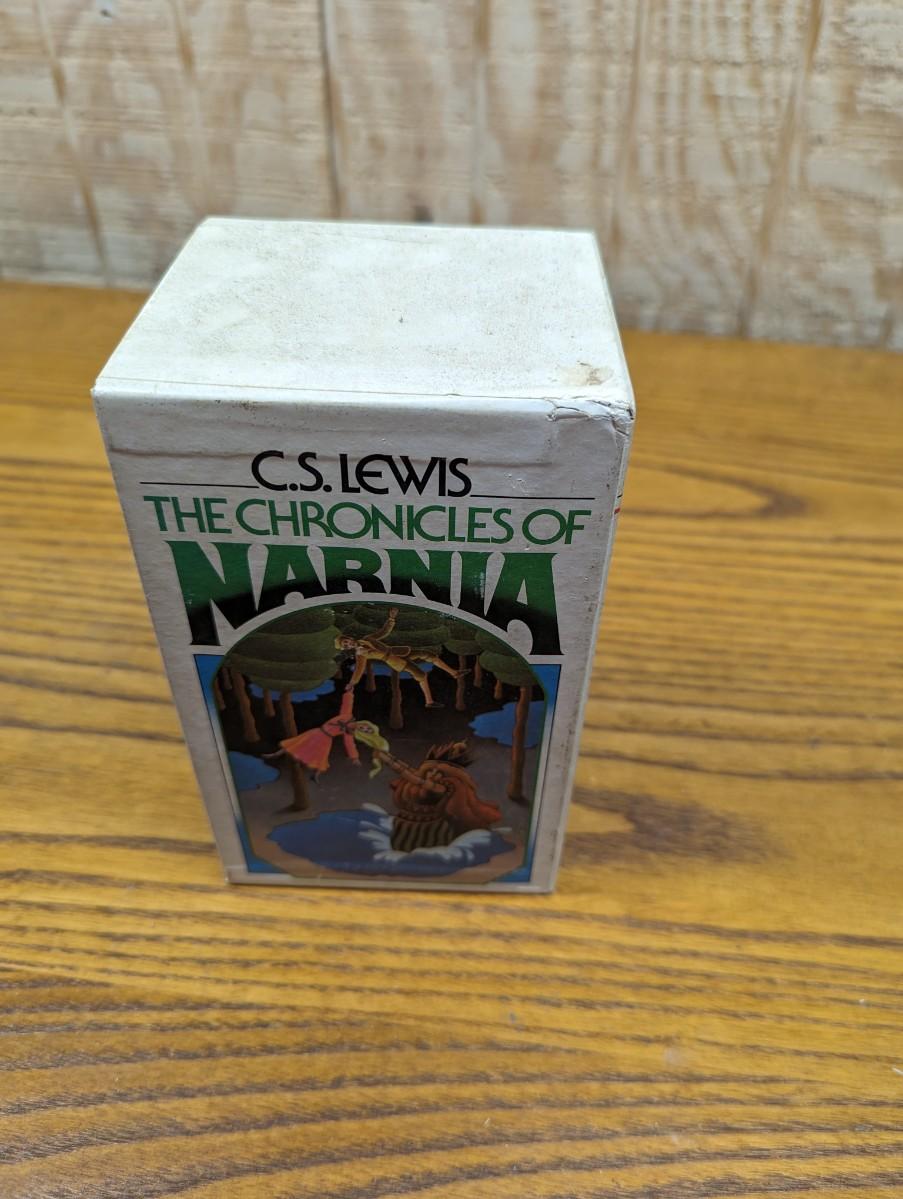 C.S. LEWIS
THE CHRONICLES OF
NARNIA